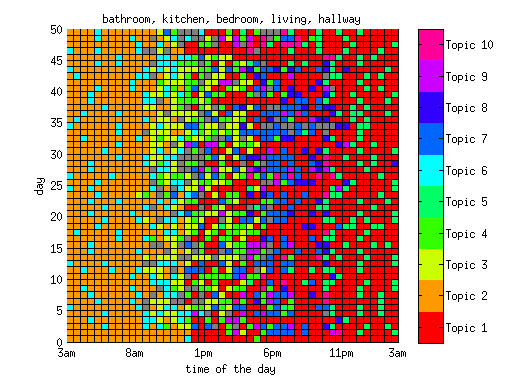 bathroom, kitchen, bedroom, living, hallway
50
45
40
35
30
25
20
15
10
5
0
day
3am 8am 1pm 6pm 11pm 3am
time of the day
Topic 10
Topic 9
Topic 8
Topic 7
Topic 6
Topic 5
Topic 4
Topic 3
Topic 2
Topic 1